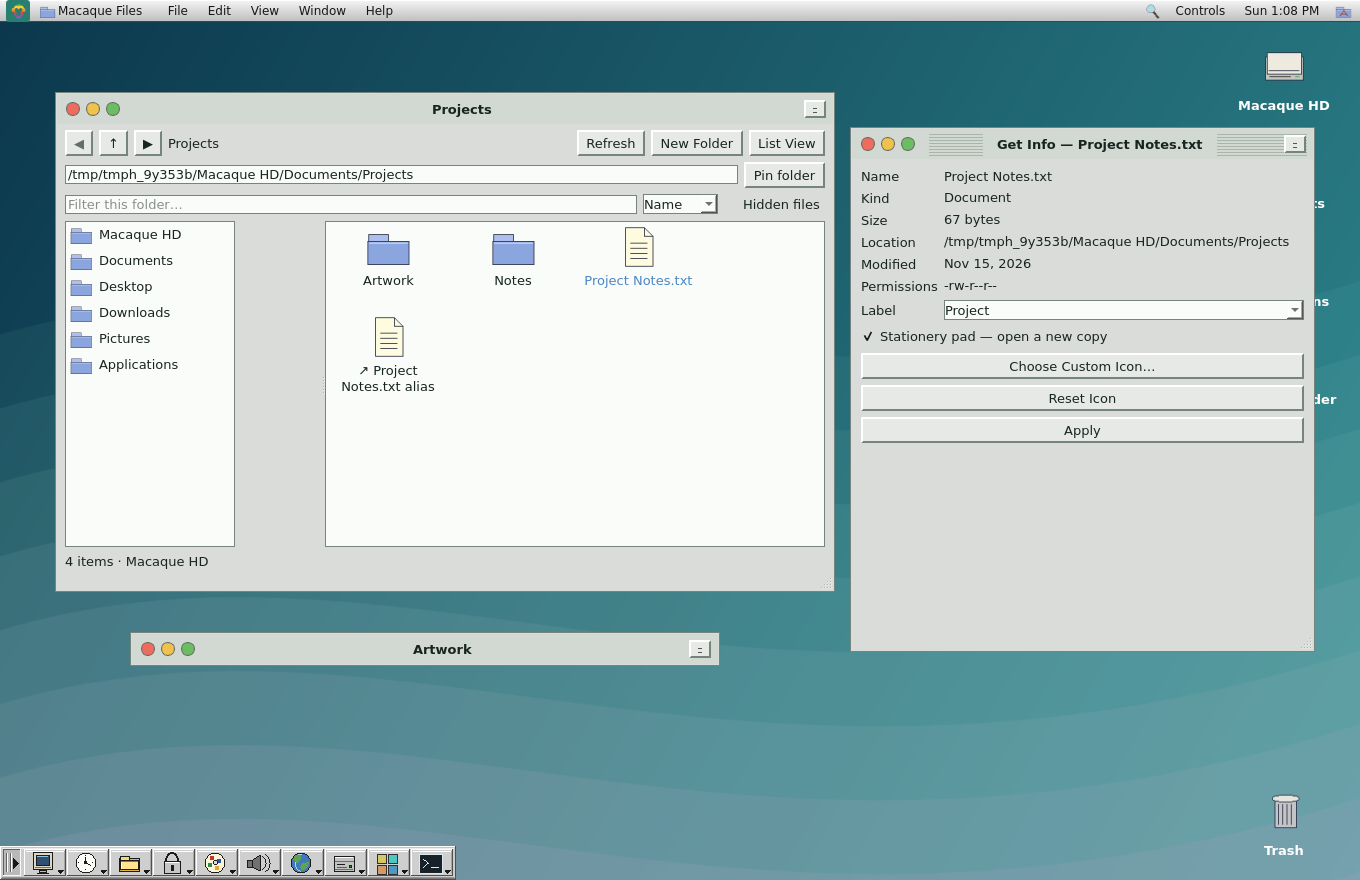 Macaque Files File Edit View Window Help Controls Sun 1:08 PM
Macaque HD
Projects
Projects Refresh New Folder List View
/tmp/tmph_9y353b/Macaque HD/Documents/Projects Pin folder
Filter this folder... Name Hidden files
Macaque HD
Documents
Desktop
Downloads
Pictures
Applications
Artwork Notes Project Notes.txt
↗ Project
Notes.txt alias
4 items · Macaque HD
Get Info — Project Notes.txt
Name Project Notes.txt
Kind Document
Size 67 bytes
Location /tmp/tmph_9y353b/Macaque HD/Documents/Projects
Modified Nov 15, 2026
Permissions -rw-r--r--
Label Project
✓ Stationery pad — open a new copy
Choose Custom Icon...
Reset Icon
Apply
ts
ns
der
Artwork
Trash